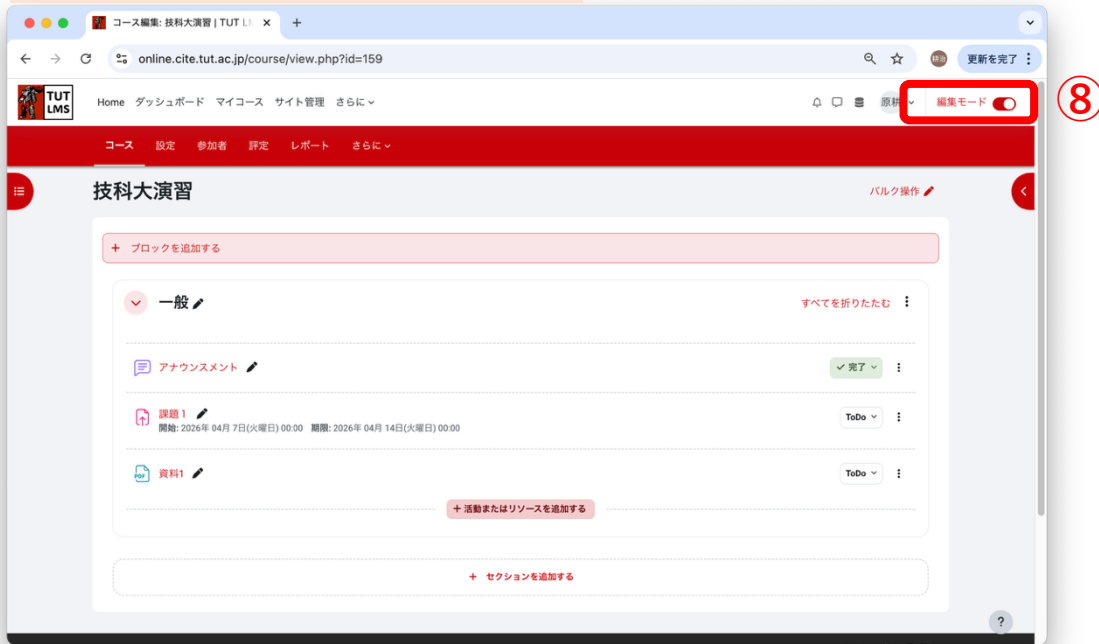 コース編集: 技科大演習 | TUT L
online.cite.tut.ac.jp/course/view.php?id=159
耕治
更新を完了
TUT LMS
Home ダッシュボード マイコース サイト管理 さらに
原耕
編集モード
⑧
コース 設定 参加者 評定 レポート さらに
技科大演習
バルク操作
+ ブロックを追加する
一般
すべてを折りたたむ
アナウンスメント
✓ 完了
課題 1
ToDo
開始: 2026年 04月 7日(火曜日) 00:00 期限: 2026年 04月 14日(火曜日) 00:00
PDF
資料1
ToDo
+ 活動またはリソースを追加する
+ セクションを追加する
?